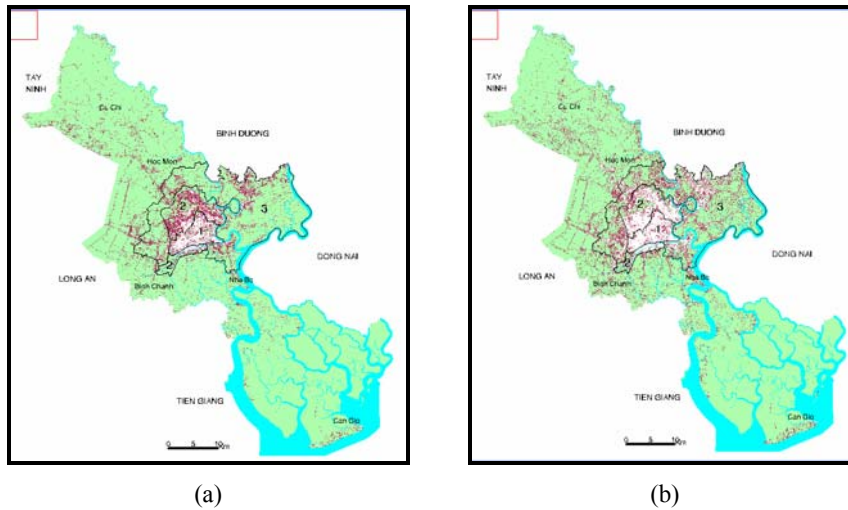 TAY
NINH
Cu Chi
BINH DUONG
Hoc Mon
2
3
1
DONG NAI
LONG AN
Nha Be
Binh Chanh
TIEN GIANG
Can Gio
0 5 10
(a)
TAY
NINH
Cu Chi
BINH DUONG
Hoc Mon
2
3
DONG NAI
LONG AN
Nha Be
Binh Chanh
TIEN GIANG
Can Gio
0 5 10
(b)